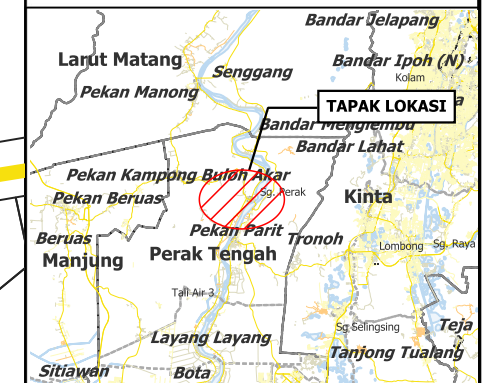 Bandar Jelapang
Larut Matang
Bandar Ipoh (N)
Senggang
Kolam
Pekan Manong
TAPAK LOKASI
Bandar Menglembu
Bandar Lahat
Pekan Kampong Buloh Akar
Sg. Perak
Pekan Beruas
Kinta
Pekan Parit
Tronoh
Beruas
Lombong
Sg. Raya
Manjung
Perak Tengah
Tali Air 3
Sg Selingsing
Teja
Layang Layang
Tanjong Tualang
Sitiawan
Bota